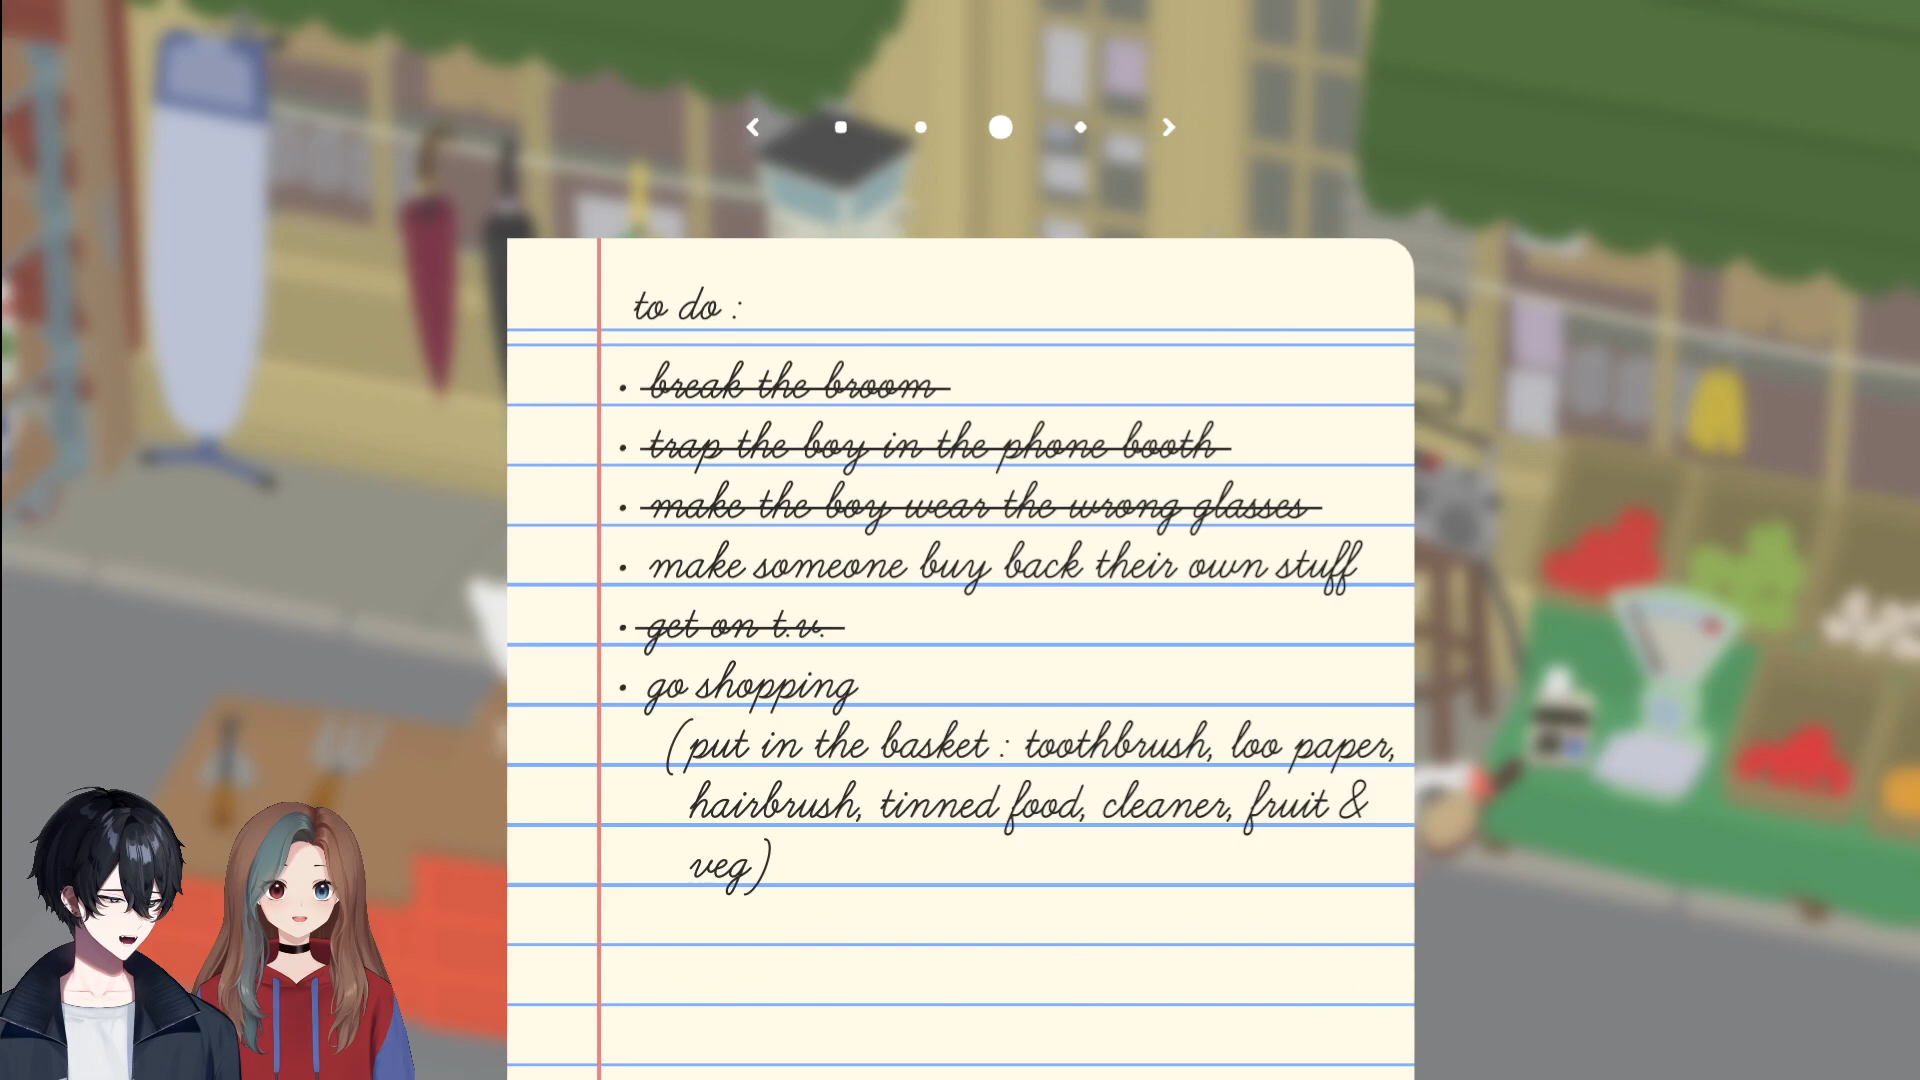 to do :
• break the broom
• trap the boy in the phone booth
• make the boy wear the wrong glasses
• make someone buy back their own stuff
• get on t.v.
• go shopping
(put in the basket : toothbrush, loo paper,
hairbrush, tinned food, cleaner, fruit &
veg)